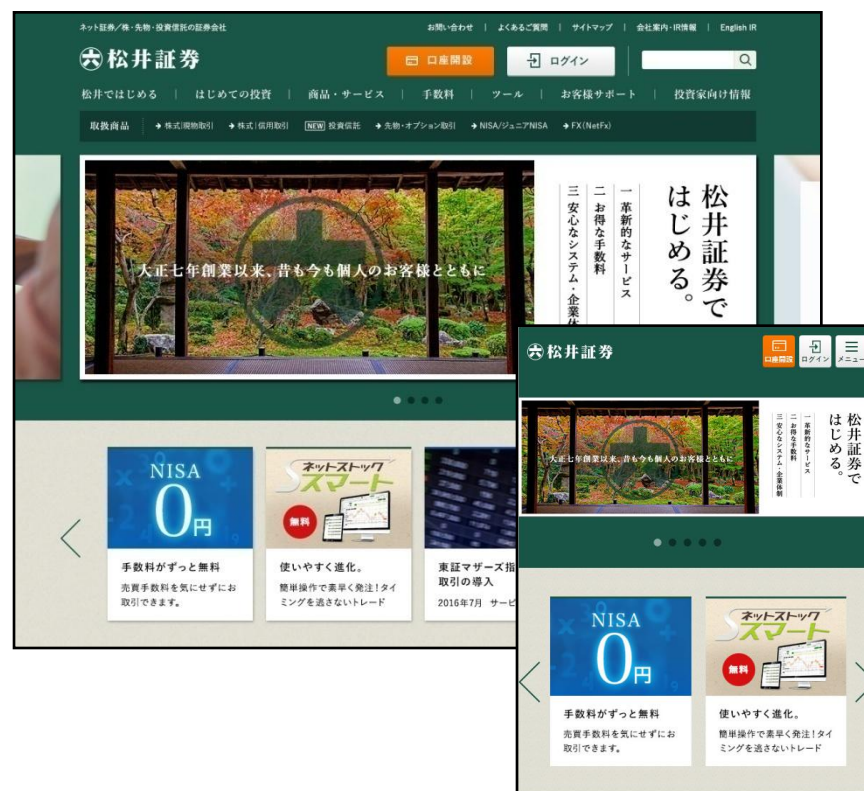 ネット証券／株・先物・投資信託の証券会社
お問い合わせ | よくあるご質問 | サイトマップ | 会社案内・IR情報 | English IR
松井証券
口座開設
ログイン
松井ではじめる | はじめての投資 | 商品・サービス | 手数料 | ツール | お客様サポート | 投資家向け情報
取扱商品 → 株式|現物取引 → 株式|信用取引 NEW 投資信託 → 先物・オプション取引 → NISA/ジュニアNISA → FX(NetFx)
大正七年創業以来、昔も今も個人のお客様とともに
松井証券で
はじめる。
一 革新的なサービス
二 お得な手数料
三 安心なシステム・企業体
NISA
0円
手数料がずっと無料
売買手数料を気にせずにお
取引できます。
ネットストック
スマート
無料
使いやすく進化。
簡単操作で素早く発注！タイ
ミングを逃さないトレード
東証マザーズ指
取引の導入
2016年7月 サービ
松井証券
口座開設
ログイン
メニュー
大正七年創業以来、昔も今も個人のお客様とともに
松井証券で
はじめる。
一 革新的なサービス
二 お得な手数料
三 安心なシステム・企業体制
NISA
0円
手数料がずっと無料
売買手数料を気にせずにお
取引できます。
ネットストック
スマート
無料
使いやすく進化。
簡単操作で素早く発注！タイ
ミングを逃さないトレード